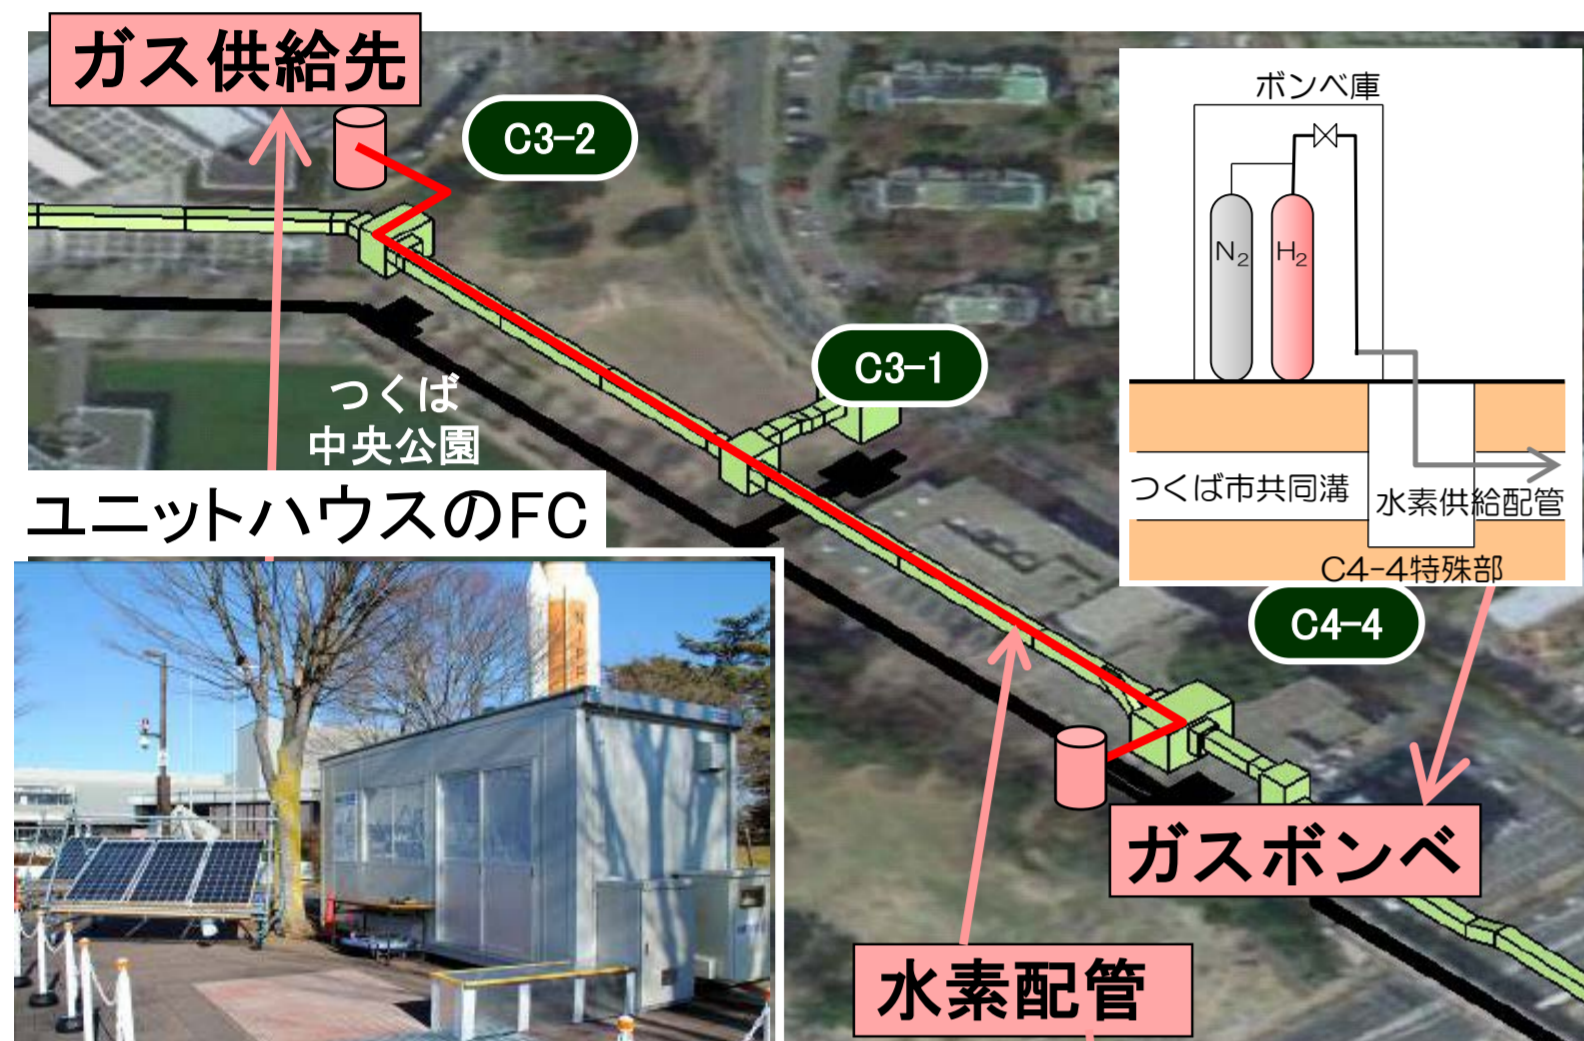 ガス供給先
C3-2
ボンベ庫
N₂
H₂
C3-1
つくば
中央公園
つくば市共同溝
水素供給配管
C4-4特殊部
ユニットハウスのFC
C4-4
NIPP
ガスボンベ
水素配管